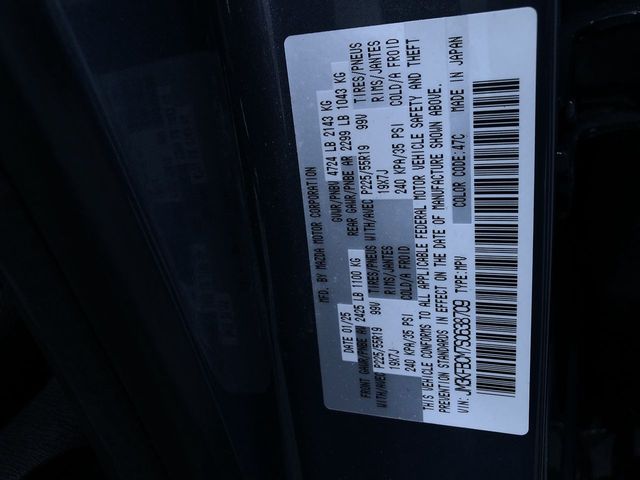 MFD. BY MAZDA MOTOR CORPORATION
DATE 01/25 GVWR/PNBV 4724 LB 2143 KG
FRONT GAWR/PNBE AV 2425 LB 1100 KG REAR GAWR/PNBE AR 2299 LB 1043 KG
WITH/AVEC P225/55R19 99V TIRES/PNEUS WITH/AVEC P225/55R19 99V TIRES/PNEUS
19X7J RIMS/JANTES 19X7J RIMS/JANTES
240 KPA/35 PSI COLD/A FROID 240 KPA/35 PSI COLD/A FROID
THIS VEHICLE CONFORMS TO ALL APPLICABLE FEDERAL MOTOR VEHICLE SAFETY AND THEFT
PREVENTION STANDARDS IN EFFECT ON THE DATE OF MANUFACTURE SHOWN ABOVE.
COLOR CODE:47C MADE IN JAPAN
VIN: TYPE:MPV